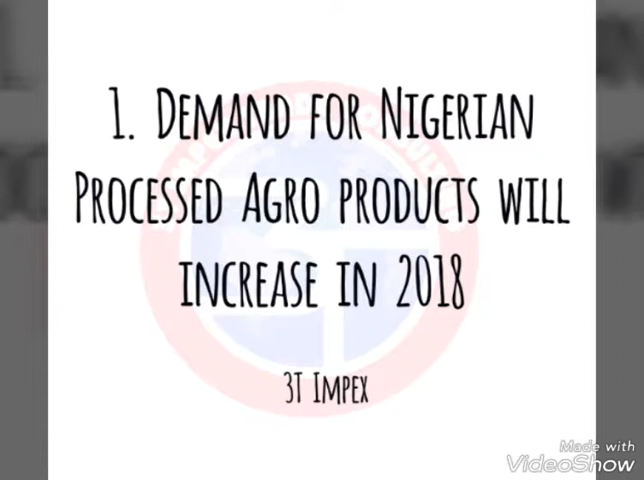 1. Demand for Nigerian
Processed Agro products will
increase in 2018
3T Impex
Made with
VideoShow